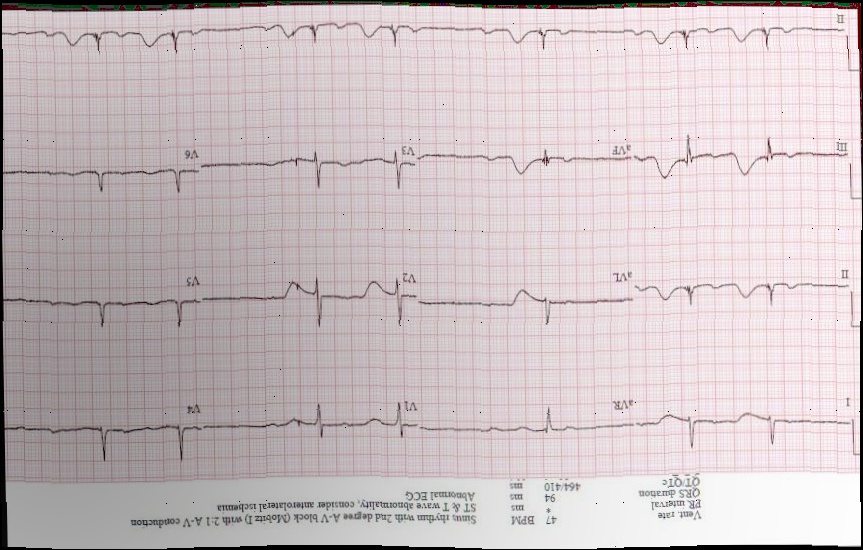 Vent. rate 47 BPM Sinus rhythm with 2nd degree A-V block (Mobitz I) with 2:1 A-V conduction
PR interval * ms ST & T wave abnormality, consider anterolateral ischemia
QRS duration 94 ms Abnormal ECG
QT/QTc 464/410 ms
I aVR V1 V4
II aVL V2 V5
III aVF V3 V6
II